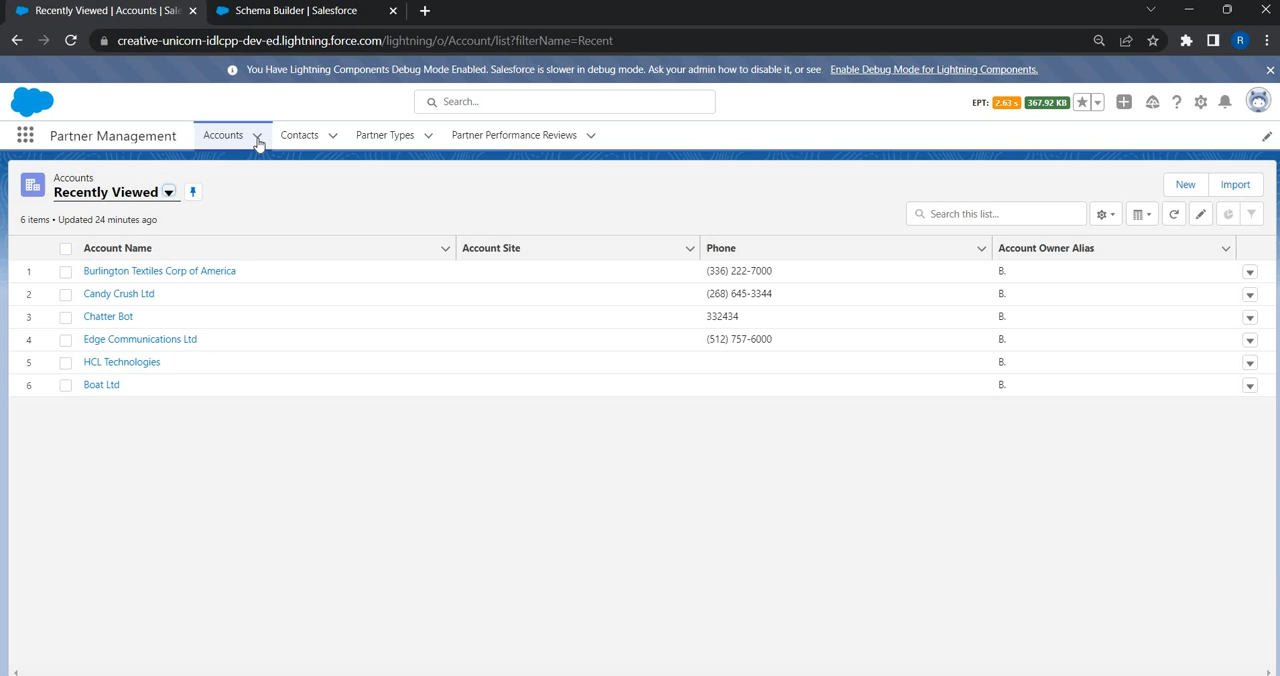 Recently Viewed | Accounts | Sal
Schema Builder | Salesforce
creative-unicorn-idlcpp-dev-ed.lightning.force.com/lightning/o/Account/list?filterName=Recent
R
You Have Lightning Components Debug Mode Enabled. Salesforce is slower in debug mode. Ask your admin how to disable it, or see Enable Debug Mode for Lightning Components.
Search...
EPT: 2.63 s 367.92 KB
Partner Management Accounts Contacts Partner Types Partner Performance Reviews
Accounts
Recently Viewed
New Import
6 items • Updated 24 minutes ago
Search this list...
Account Name Account Site Phone Account Owner Alias
1 Burlington Textiles Corp of America (336) 222-7000 B.
2 Candy Crush Ltd (268) 645-3344 B.
3 Chatter Bot 332434 B.
4 Edge Communications Ltd (512) 757-6000 B.
5 HCL Technologies B.
6 Boat Ltd B.